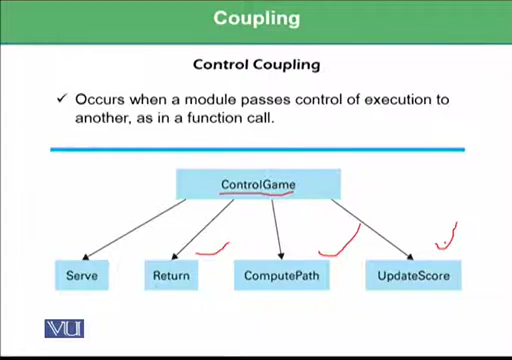 Coupling
Control Coupling
✓ Occurs when a module passes control of execution to
another, as in a function call.
ControlGame
Serve
Return
ComputePath
UpdateScore
VU